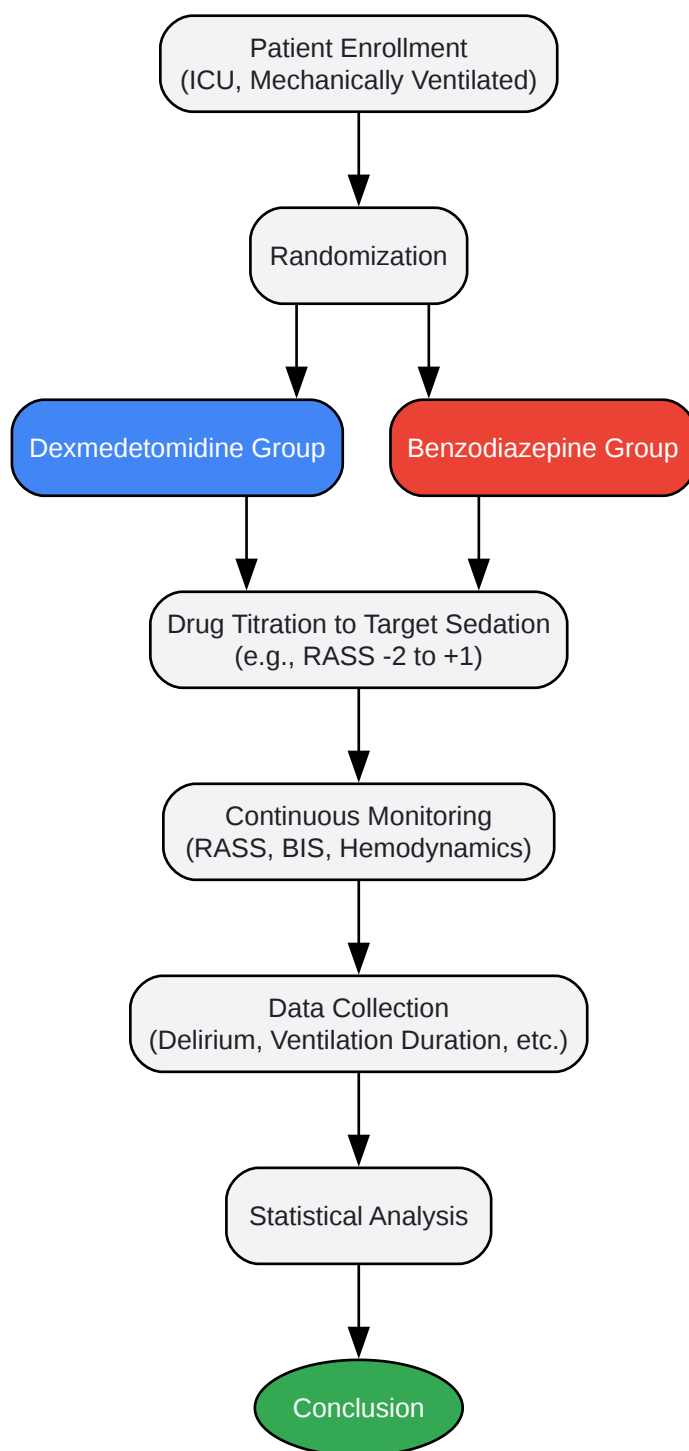 Patient Enrollment
(ICU, Mechanically Ventilated)
Randomization
Dexmedetomidine Group
Benzodiazepine Group
Drug Titration to Target Sedation
(e.g., RASS -2 to +1)
Continuous Monitoring
(RASS, BIS, Hemodynamics)
Data Collection
(Delirium, Ventilation Duration, etc.)
Statistical Analysis
Conclusion